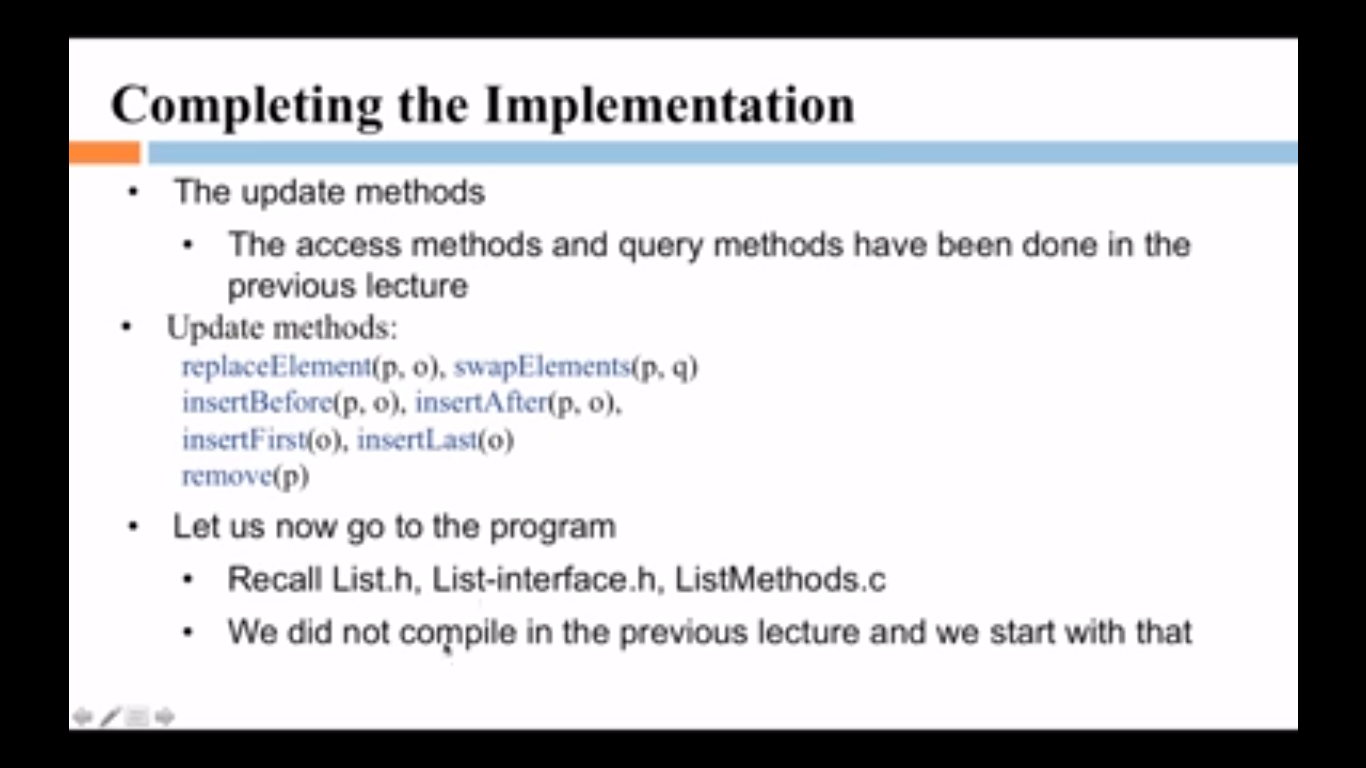 Completing the Implementation
• The update methods
• The access methods and query methods have been done in the
previous lecture
• Update methods:
replaceElement(p, o), swapElements(p, q)
insertBefore(p, o), insertAfter(p, o),
insertFirst(o), insertLast(o)
remove(p)
• Let us now go to the program
• Recall List.h, List-interface.h, ListMethods.c
• We did not compile in the previous lecture and we start with that